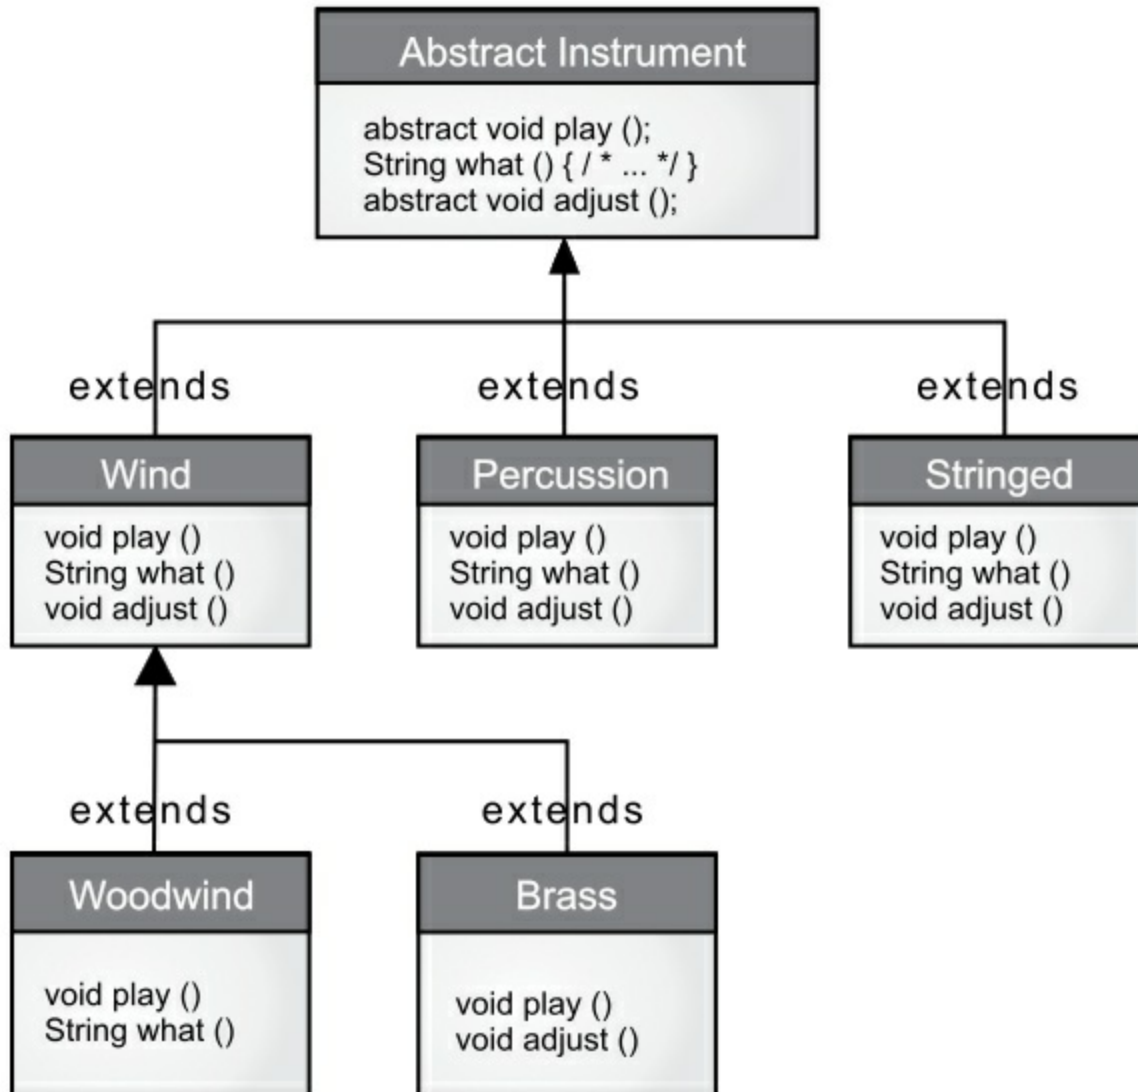 Abstract Instrument
abstract void play ();
String what () { / * ... */ }
abstract void adjust ();
extends
extends
extends
Wind
void play ()
String what ()
void adjust ()
Percussion
void play ()
String what ()
void adjust ()
Stringed
void play ()
String what ()
void adjust ()
extends
extends
Woodwind
void play ()
String what ()
Brass
void play ()
void adjust ()